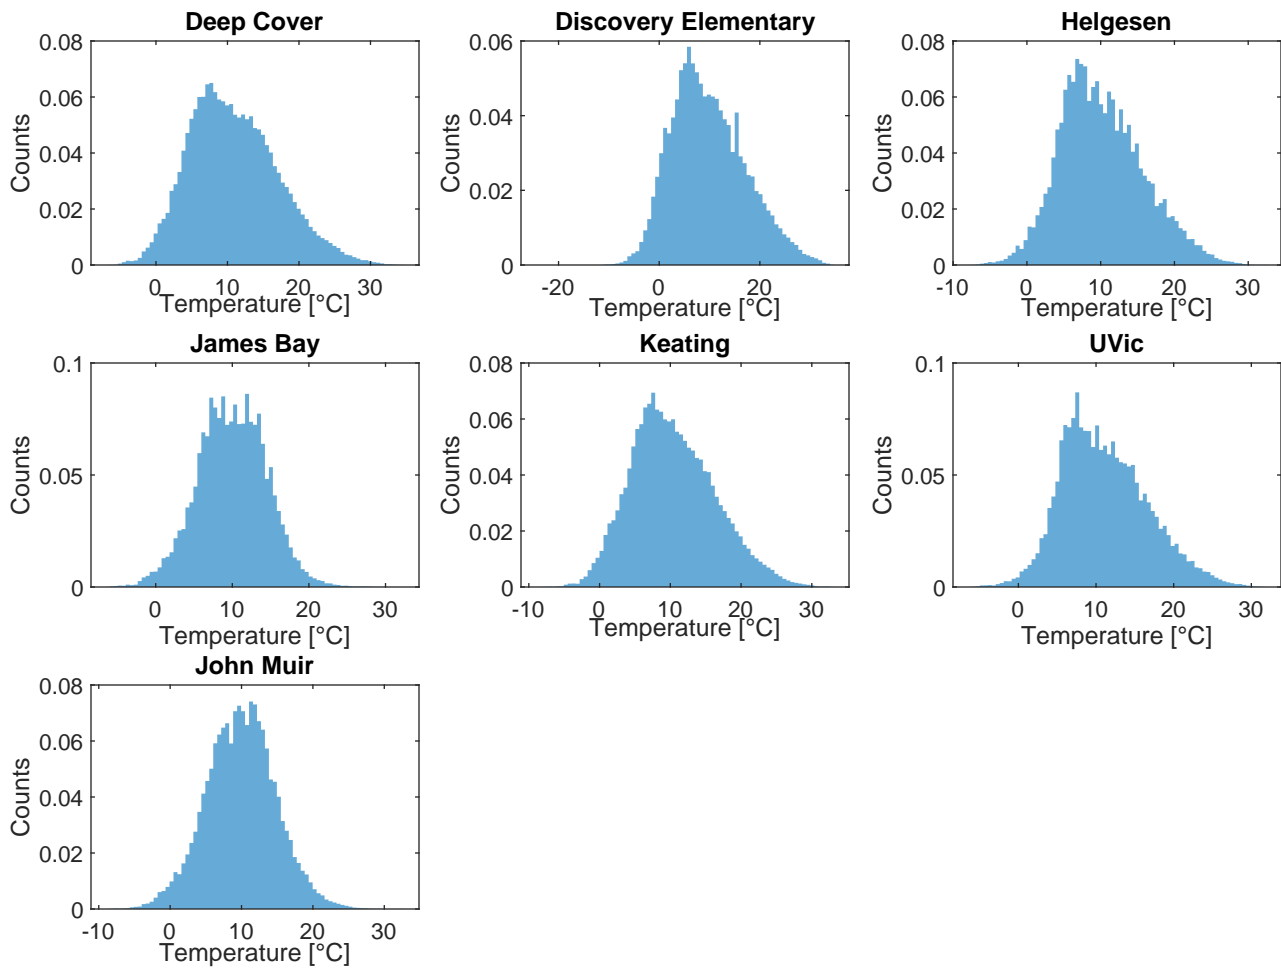 Deep Cover
0.08
0.06
0.04
0.02
0
Counts
0 10 20 30
Temperature [°C]
Discovery Elementary
0.06
0.04
0.02
0
Counts
-20 0 20
Temperature [°C]
Helgesen
0.08
0.06
0.04
0.02
0
Counts
-10 0 10 20 30
Temperature [°C]
James Bay
0.1
0.05
0
Counts
0 10 20 30
Temperature [°C]
Keating
0.08
0.06
0.04
0.02
0
Counts
-10 0 10 20 30
Temperature [°C]
UVic
0.1
0.05
0
Counts
0 10 20 30
Temperature [°C]
John Muir
0.08
0.06
0.04
0.02
0
Counts
-10 0 10 20 30
Temperature [°C]